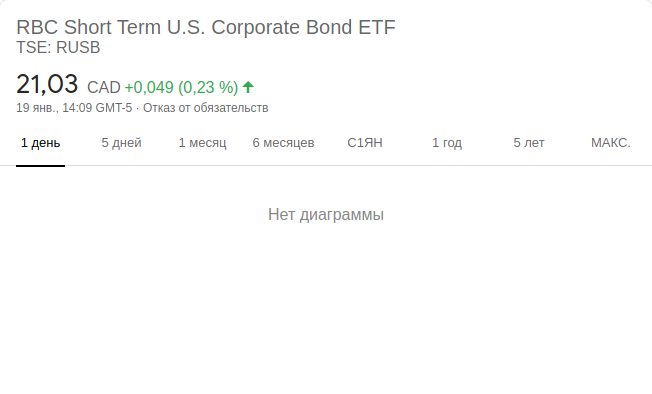 RBC Short Term U.S. Corporate Bond ETF
TSE: RUSB
21,03 CAD +0,049 (0,23 %)
19 янв., 14:09 GMT-5 · Отказ от обязательств
1 день 5 дней 1 месяц 6 месяцев С1ЯН 1 год 5 лет МАКС.
Нет диаграммы